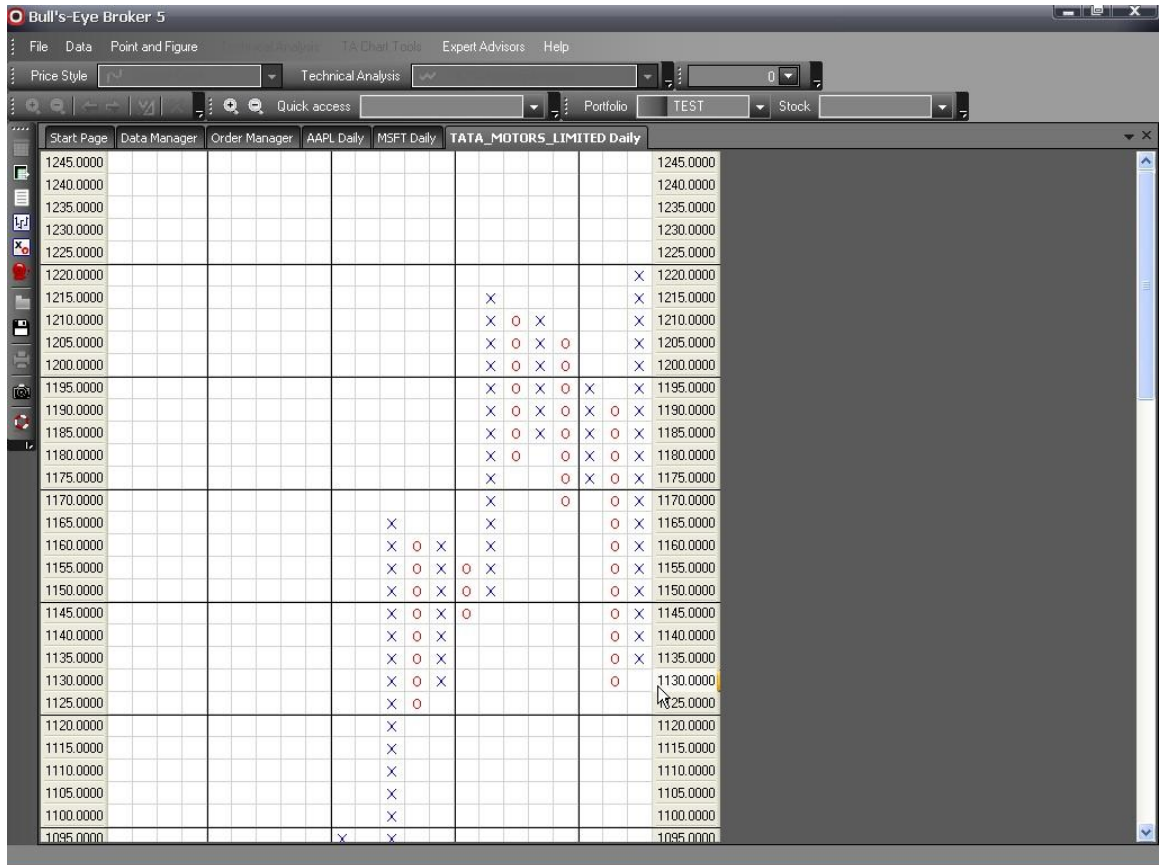 Bull's-Eye Broker 5
File Data Point and Figure Technical Analysis TA Chart Tools Expert Advisors Help
Price Style Technical Analysis 0
Quick access Portfolio TEST Stock
Start Page Data Manager Order Manager AAPL Daily MSFT Daily TATA_MOTORS_LIMITED Daily
1245.0000 1245.0000
1240.0000 1240.0000
1235.0000 1235.0000
1230.0000 1230.0000
1225.0000 1225.0000
1220.0000 X 1220.0000
1215.0000 X X 1215.0000
1210.0000 X O X X 1210.0000
1205.0000 X O X O X 1205.0000
1200.0000 X O X O X 1200.0000
1195.0000 X O X O X X 1195.0000
1190.0000 X O X O X O X 1190.0000
1185.0000 X O X O X O X 1185.0000
1180.0000 X O O X O X 1180.0000
1175.0000 X O X O X 1175.0000
1170.0000 X O O X 1170.0000
1165.0000 X X O X 1165.0000
1160.0000 X O X X O X 1160.0000
1155.0000 X O X O X O X 1155.0000
1150.0000 X O X O X O X 1150.0000
1145.0000 X O X O O X 1145.0000
1140.0000 X O X O X 1140.0000
1135.0000 X O X O X 1135.0000
1130.0000 X O X O 1130.0000
1125.0000 X O
1120.0000 X 1120.0000
1115.0000 X 1115.0000
1110.0000 X 1110.0000
1105.0000 X 1105.0000
1100.0000 X 1100.0000
1095.0000 X X 1095.0000